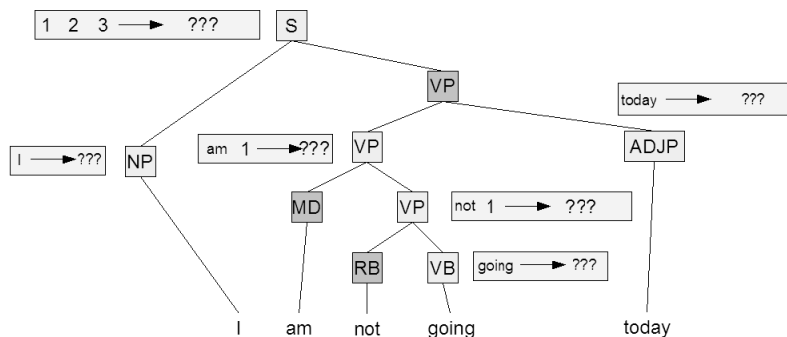 1 2 3 ⟶ ??? S
VP
today ⟶ ???
I ⟶ ??? NP am 1 ⟶ ??? VP ADJP
MD VP not 1 ⟶ ???
RB VB going ⟶ ???
I am not going today